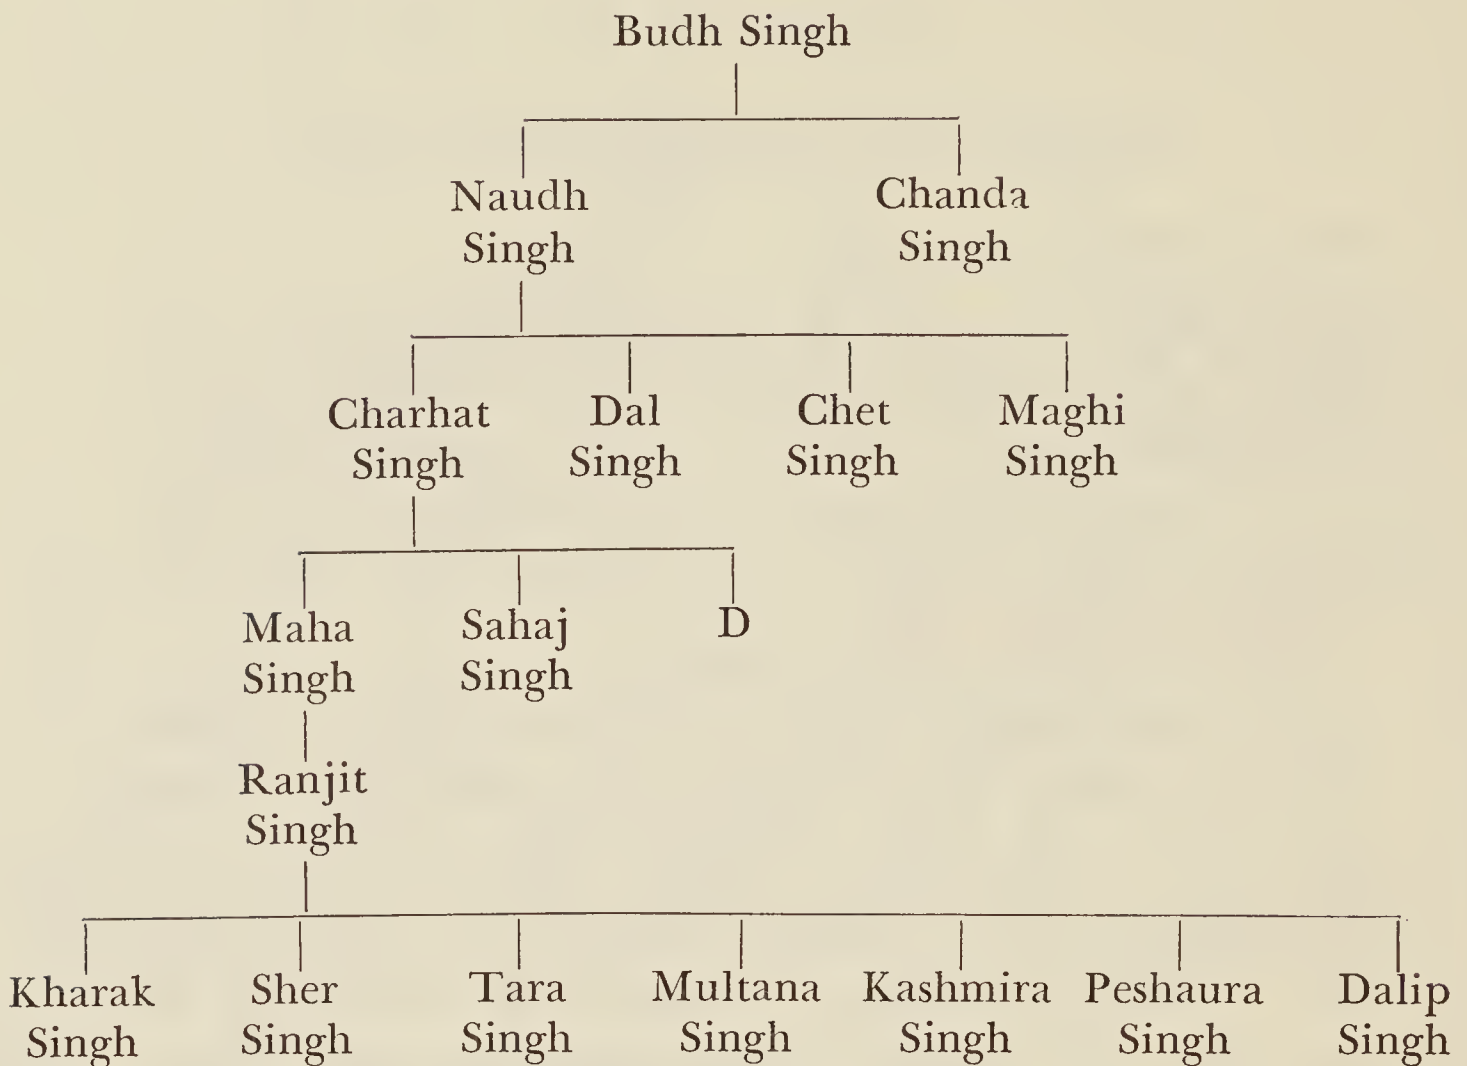 Budh Singh
Naudh
Singh
Chanda
Singh
Charhat
Singh
Dal
Singh
Chet
Singh
Maghi
Singh
Maha
Singh
Sahaj
Singh
D
Ranjit
Singh
Kharak
Singh
Sher
Singh
Tara
Singh
Multana
Singh
Kashmira
Singh
Peshaura
Singh
Dalip
Singh